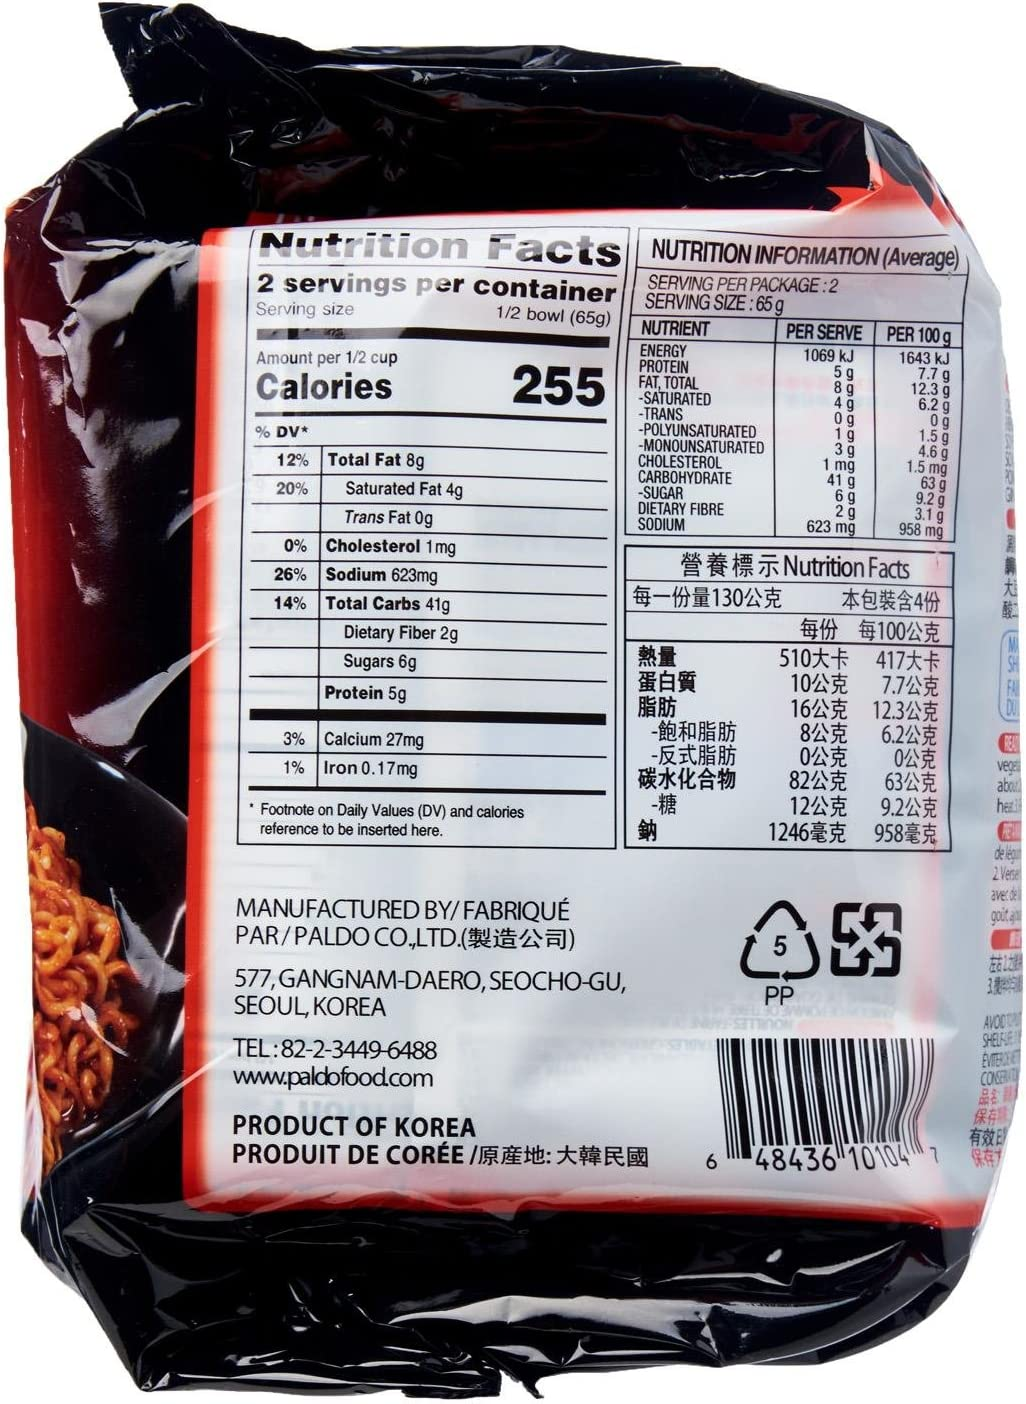 Nutrition Facts
2 servings per container
Serving size 1/2 bowl (65g)
Amount per 1/2 cup
Calories 255
% DV*
12% Total Fat 8g
20% Saturated Fat 4g
Trans Fat 0g
0% Cholesterol 1mg
26% Sodium 623mg
14% Total Carbs 41g
Dietary Fiber 2g
Sugars 6g
Protein 5g
3% Calcium 27mg
1% Iron 0.17mg
* Footnote on Daily Values (DV) and calories
reference to be inserted here.
NUTRITION INFORMATION (Average)
SERVING PER PACKAGE : 2
SERVING SIZE : 65 g
NUTRIENT PER SERVE PER 100 g
ENERGY 1069 kJ 1643 kJ
PROTEIN 5 g 7.7 g
FAT, TOTAL 8 g 12.3 g
-SATURATED 4 g 6.2 g
-TRANS 0 g 0 g
-POLYUNSATURATED 1 g 1.5 g
-MONOUNSATURATED 3 g 4.6 g
CHOLESTEROL 1 mg 1.5 mg
CARBOHYDRATE 41 g 63 g
-SUGAR 6 g 9.2 g
DIETARY FIBRE 2 g 3.1 g
SODIUM 623 mg 958 mg
營養標示 Nutrition Facts
每一份量130公克 本包裝含4份
每份 每100公克
熱量 510大卡 417大卡
蛋白質 10公克 7.7公克
脂肪 16公克 12.3公克
-飽和脂肪 8公克 6.2公克
-反式脂肪 0公克 0公克
碳水化合物 82公克 63公克
-糖 12公克 9.2公克
鈉 1246毫克 958毫克
MANUFACTURED BY/ FABRIQUÉ
PAR / PALDO CO.,LTD.(製造公司)
577, GANGNAM-DAERO, SEOCHO-GU,
SEOUL, KOREA
TEL : 82-2-3449-6488
www.paldofood.com
PRODUCT OF KOREA
PRODUIT DE CORÉE /原産地: 大韓民國
5
PP
6 48436 10104 7